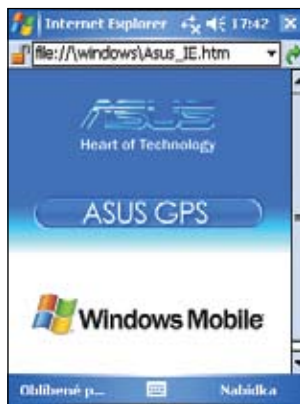 Internet Explorer 17:42
file://\windows\Asus_IE.htm
ASUS
Heart of Technology
ASUS GPS
Windows Mobile
Oblíbené p... Nabídka